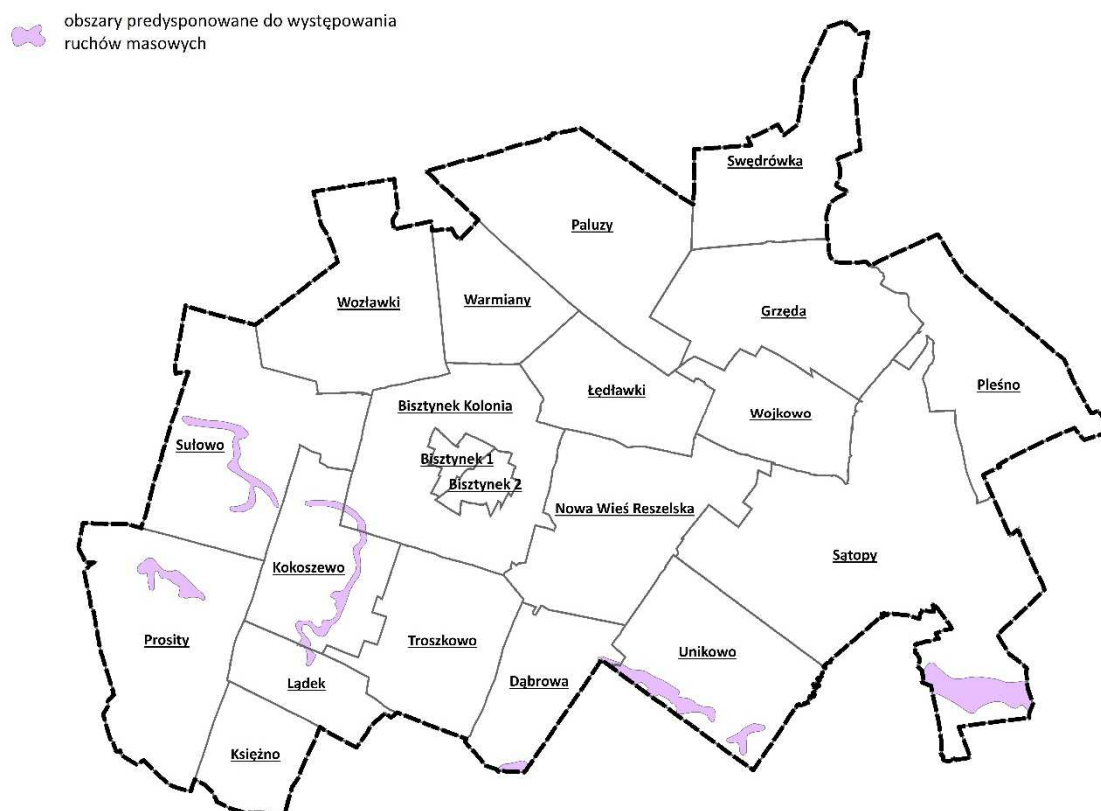 obszary predysponowane do występowania
ruchów masowych
Swędrówka
Paluzy
Wozławki
Warmiany
Grzęda
Pleśno
Łędławki
Wojkowo
Bisztynek Kolonia
Sułowo
Bisztynek 1
Bisztynek 2
Nowa Wieś Reszelska
Sątopy
Kokoszewo
Prosity
Troszkowo
Unikowo
Lądek
Dąbrowa
Księżno